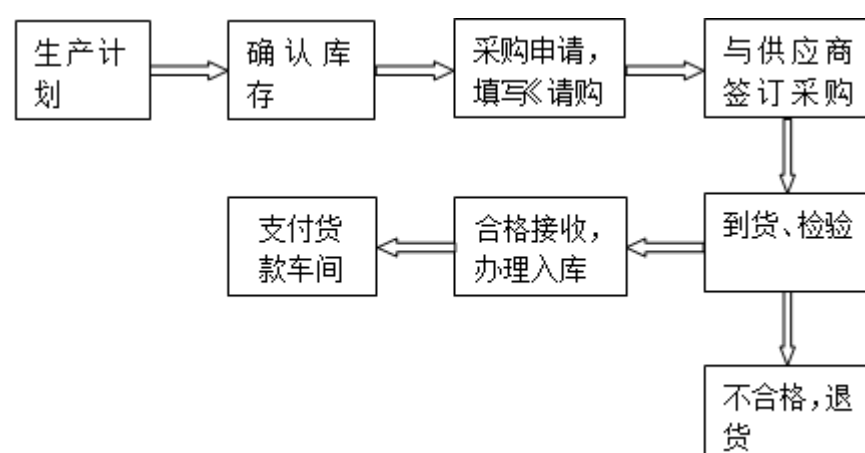 生产计
划
确认库
存
采购申请，
填写《请购
与供应商
签订采购
支付货
款车间
合格接收，
办理入库
到货、检验
不合格，退
货